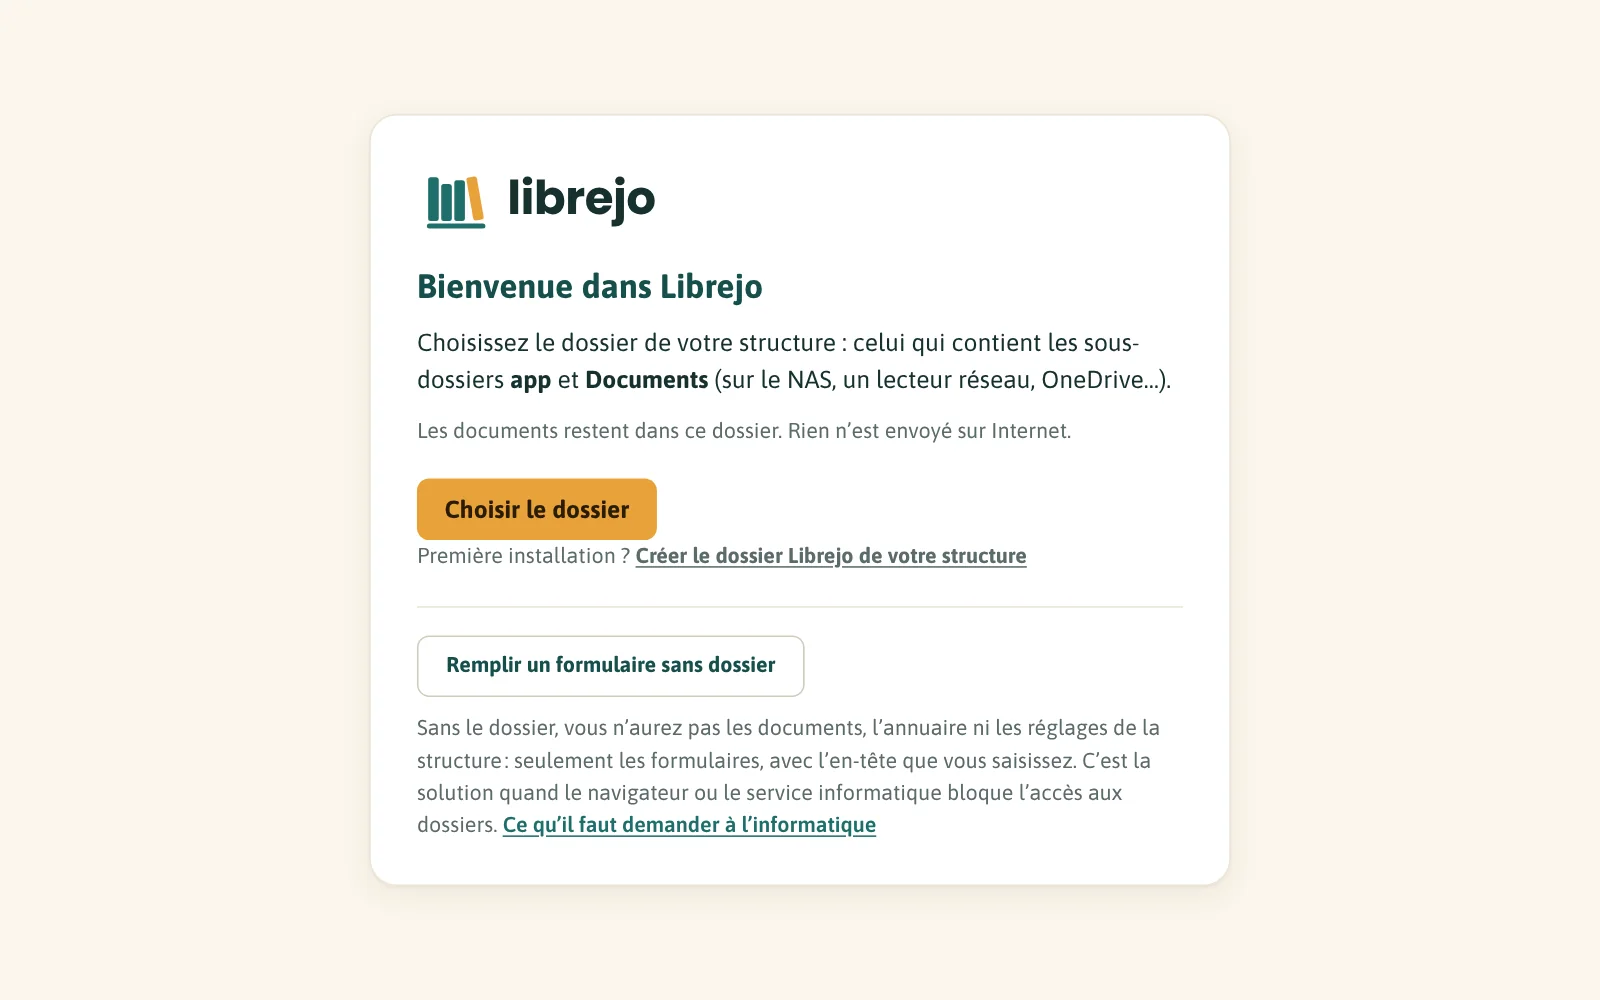 librejo
Bienvenue dans Librejo
Choisissez le dossier de votre structure : celui qui contient les sous-
dossiers app et Documents (sur le NAS, un lecteur réseau, OneDrive…).
Les documents restent dans ce dossier. Rien n’est envoyé sur Internet.
Choisir le dossier
Première installation ? Créer le dossier Librejo de votre structure
Remplir un formulaire sans dossier
Sans le dossier, vous n’aurez pas les documents, l’annuaire ni les réglages de la
structure : seulement les formulaires, avec l’en-tête que vous saisissez. C’est la
solution quand le navigateur ou le service informatique bloque l’accès aux
dossiers. Ce qu’il faut demander à l’informatique